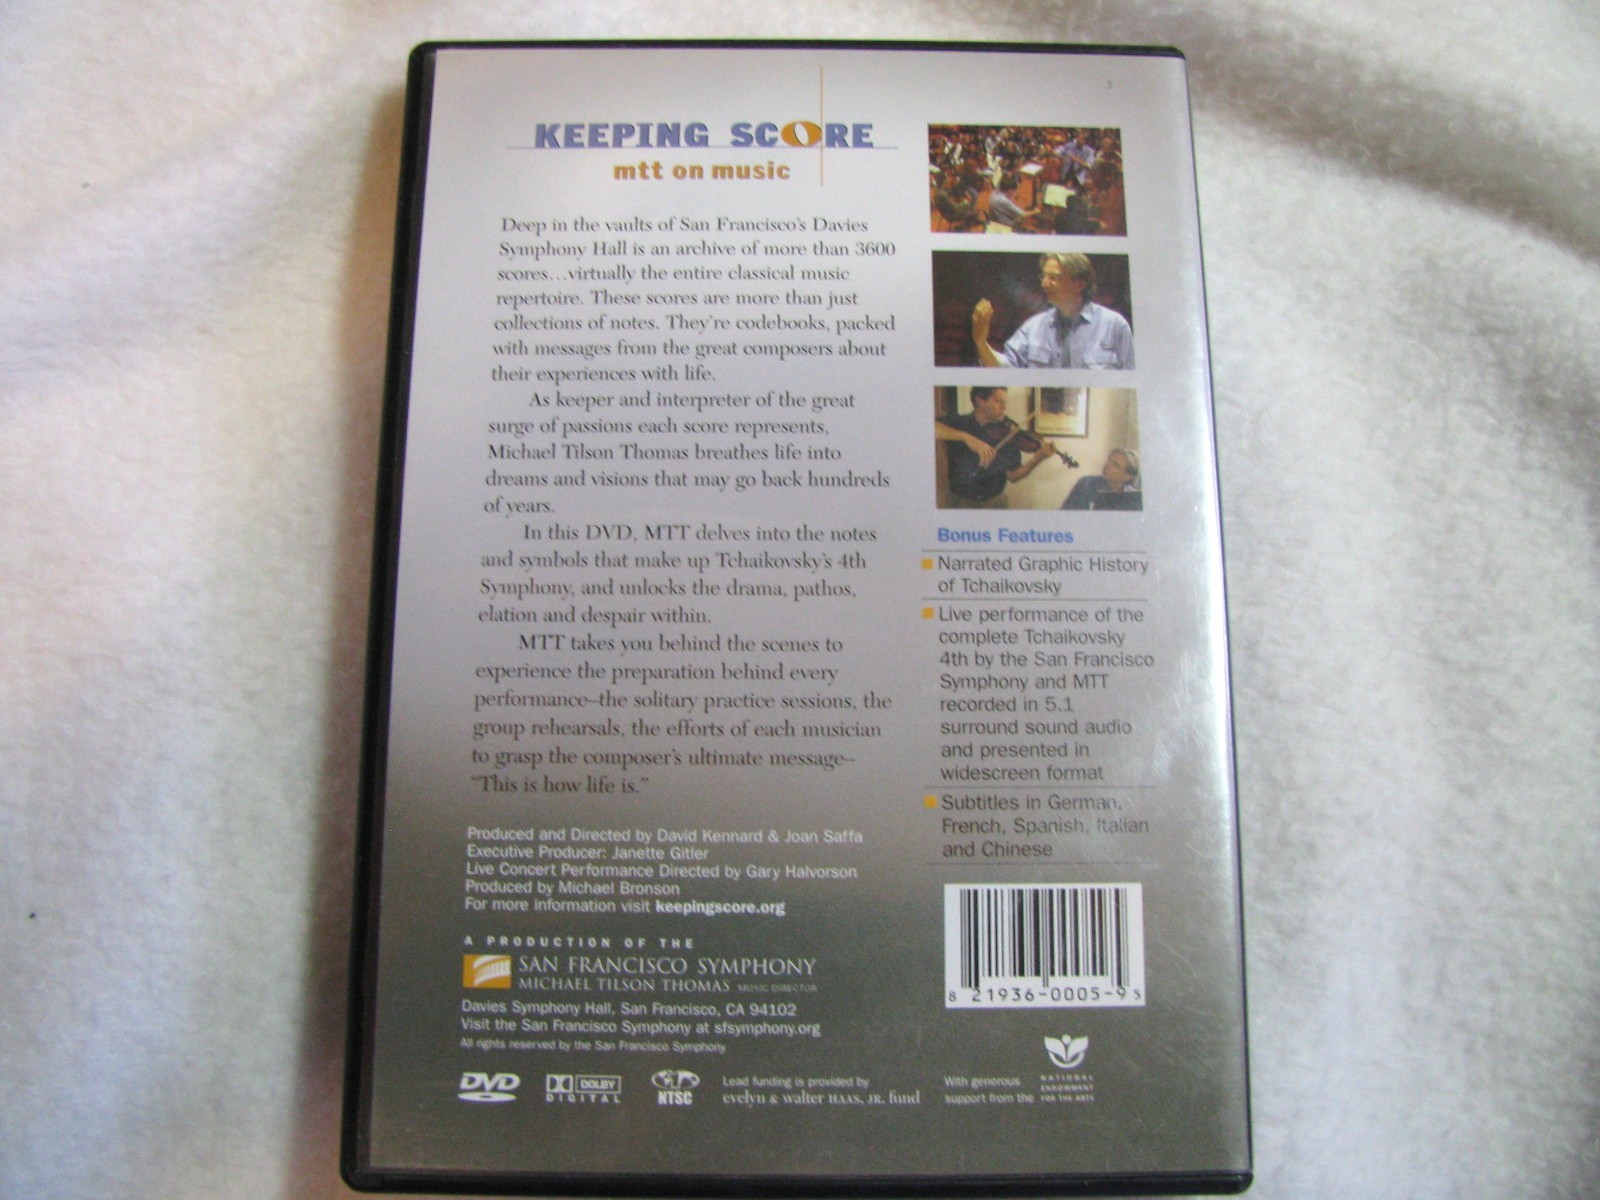 KEEPING SCORE
mtt on music
Deep in the vaults of San Francisco's Davies
Symphony Hall is an archive of more than 3600
scores…virtually the entire classical music
repertoire. These scores are more than just
collections of notes. They're codebooks, packed
with messages from the great composers about
their experiences with life.
As keeper and interpreter of the great
surge of passions each score represents,
Michael Tilson Thomas breathes life into
dreams and visions that may go back hundreds
of years.
In this DVD, MTT delves into the notes
and symbols that make up Tchaikovsky's 4th
Symphony, and unlocks the drama, pathos,
elation and despair within.
MTT takes you behind the scenes to
experience the preparation behind every
performance–the solitary practice sessions, the
group rehearsals, the efforts of each musician
to grasp the composer's ultimate message–
"This is how life is."
Produced and Directed by David Kennard & Joan Saffa
Executive Producer: Janette Gitler
Live Concert Performance Directed by Gary Halvorson
Produced by Michael Bronson
For more information visit keepingscore.org
A PRODUCTION OF THE
SAN FRANCISCO SYMPHONY
MICHAEL TILSON THOMAS MUSIC DIRECTOR
Davies Symphony Hall, San Francisco, CA 94102
Visit the San Francisco Symphony at sfsymphony.org
All rights reserved by the San Francisco Symphony
DVD
DOLBY
DIGITAL
NTSC
Lead funding is provided by
evelyn & walter HAAS, JR. fund
Bonus Features
Narrated Graphic History
of Tchaikovsky
Live performance of the
complete Tchaikovsky
4th by the San Francisco
Symphony and MTT
recorded in 5.1
surround sound audio
and presented in
widescreen format
Subtitles in German,
French, Spanish, Italian
and Chinese
8 21936-0005-9 5
With generous
support from the
NATIONAL
ENDOWMENT
FOR THE ARTS